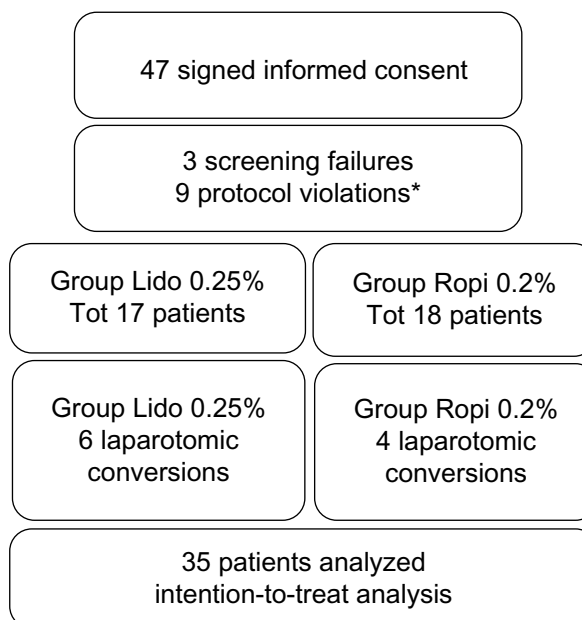 47 signed informed consent
3 screening failures
9 protocol violations*
Group Lido 0.25%
Tot 17 patients
Group Ropi 0.2%
Tot 18 patients
Group Lido 0.25%
6 laparotomic
conversions
Group Ropi 0.2%
4 laparotomic
conversions
35 patients analyzed
intention-to-treat analysis